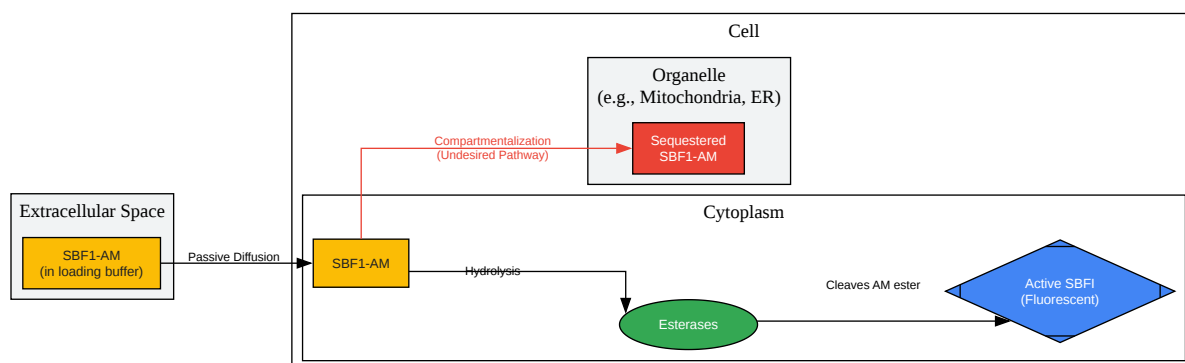 Cell
Organelle
(e.g., Mitochondria, ER)
Sequestered
SBF1-AM
Compartmentalization
(Undesired Pathway)
Extracellular Space
SBF1-AM
(in loading buffer)
Passive Diffusion
Cytoplasm
SBF1-AM
Hydrolysis
Esterases
Cleaves AM ester
Active SBFI
(Fluorescent)